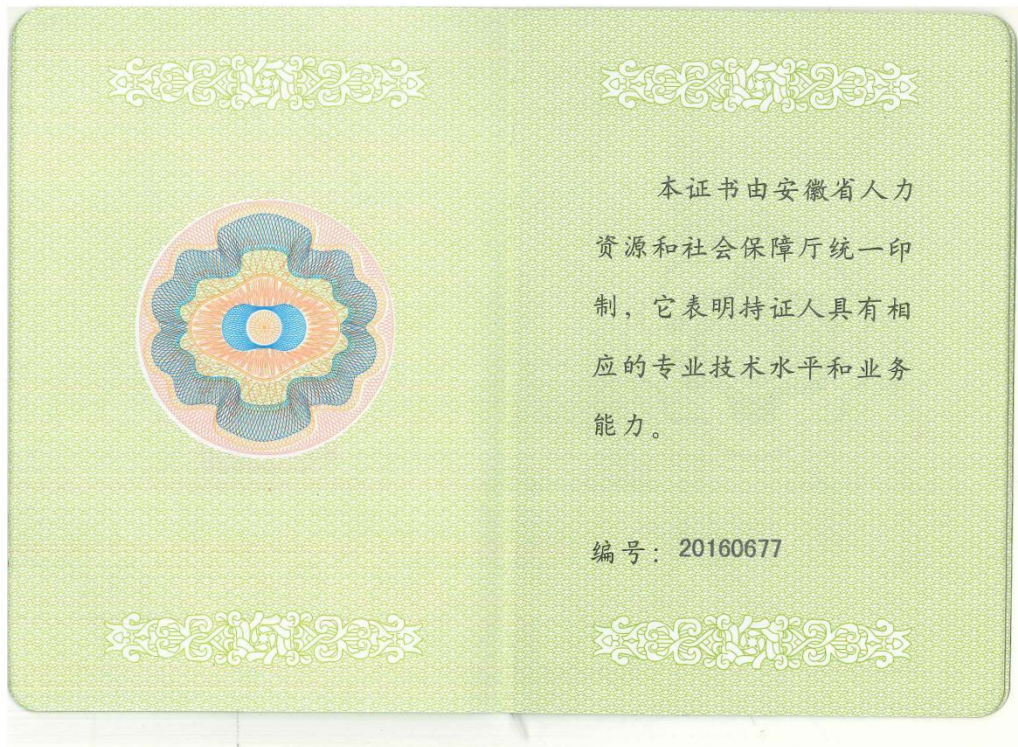 本证书由安徽省人力
资源和社会保障厅统一印
制，它表明持证人具有相
应的专业技术水平和业务
能力。
编号：20160677